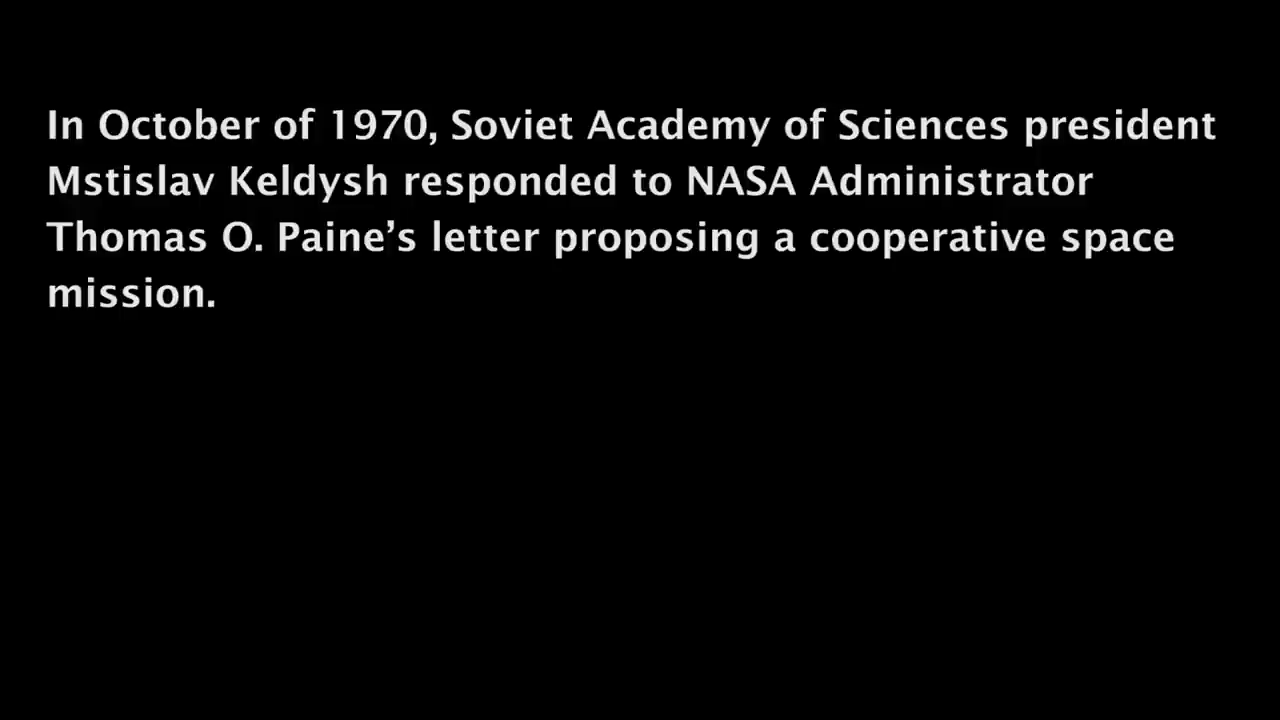 In October of 1970, Soviet Academy of Sciences president
Mstislav Keldysh responded to NASA Administrator
Thomas O. Paine’s letter proposing a cooperative space
mission.